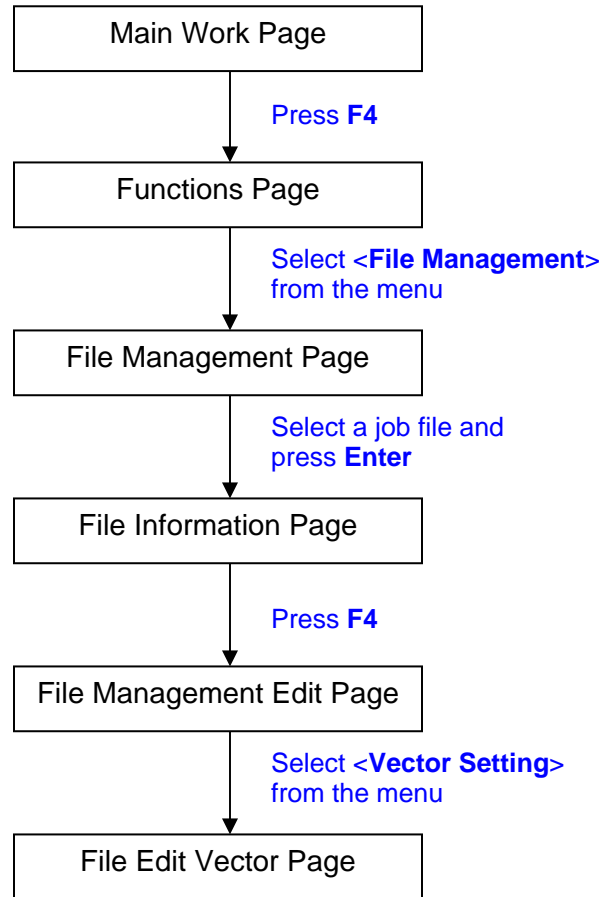 Main Work Page
Press F4
Functions Page
Select <File Management>
from the menu
File Management Page
Select a job file and
press Enter
File Information Page
Press F4
File Management Edit Page
Select <Vector Setting>
from the menu
File Edit Vector Page